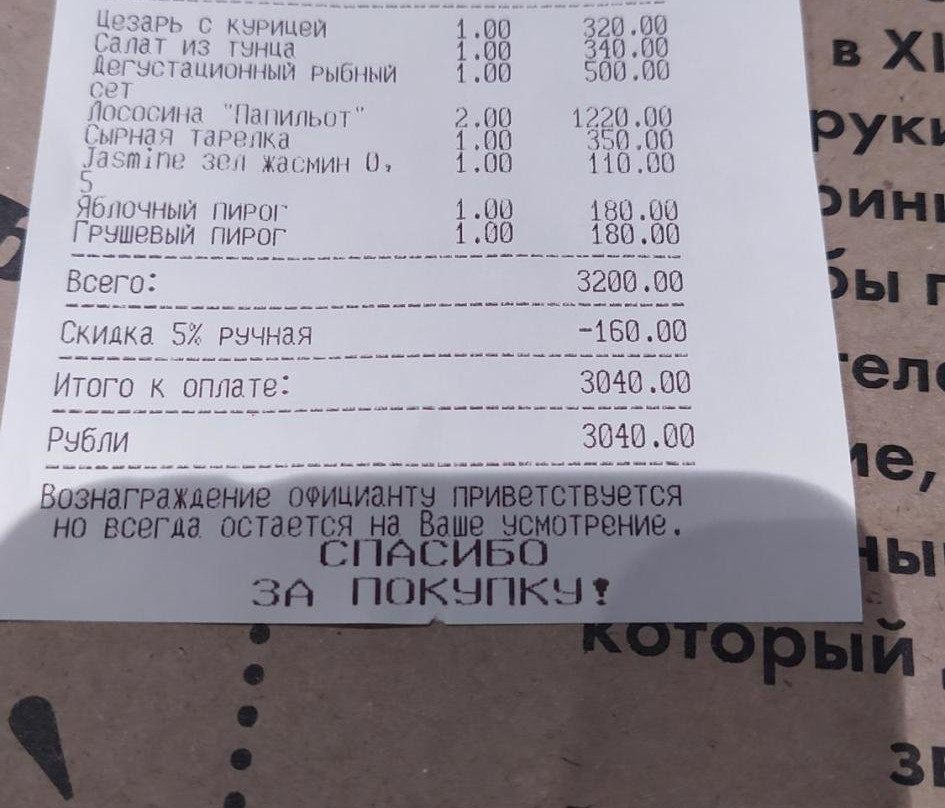 Цезарь с курицей 1.00 320.00
Салат из тунца 1.00 340.00
Дегустационный рыбный 1.00 500.00
сет
Лососина "Папильот" 2.00 1220.00
Сырная тарелка 1.00 350.00
Jasmine зел жасмин 0, 1.00 110.00
5
Яблочный пирог 1.00 180.00
Грушевый пирог 1.00 180.00
Всего: 3200.00
Скидка 5% ручная -160.00
Итого к оплате: 3040.00
Рубли 3040.00
Вознаграждение официанту приветствуется
но всегда остается на Ваше усмотрение.
СПАСИБО
ЗА ПОКУПКУ!
в XI
руки
бы п
который